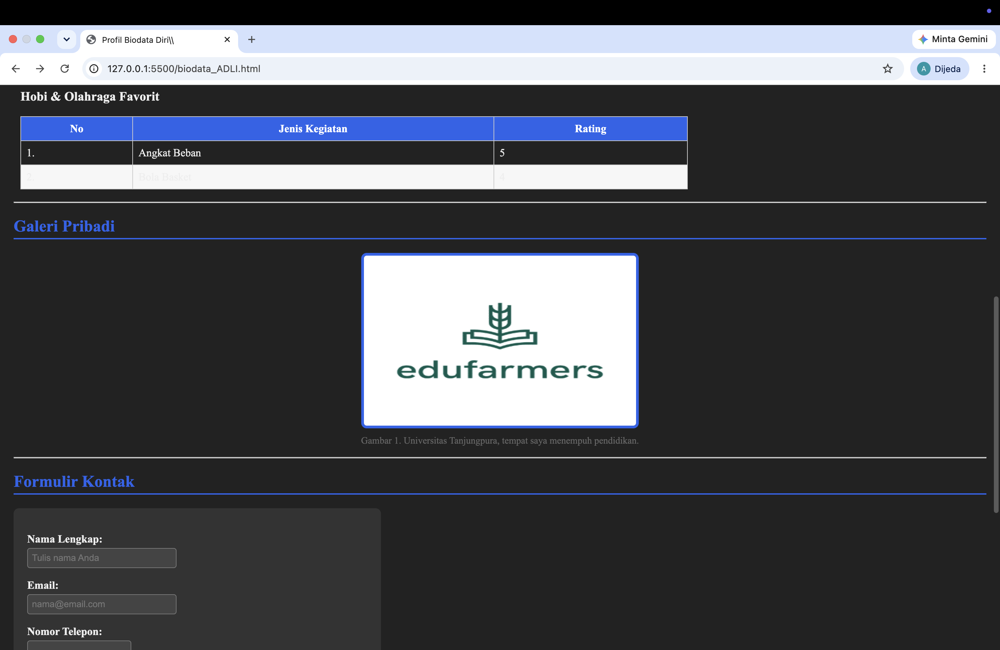 Profil Biodata Diri\\
Minta Gemini
127.0.0.1:5500/biodata_ADLI.html
A Dijeda
Hobi & Olahraga Favorit
No Jenis Kegiatan Rating
1. Angkat Beban 5
2. Bola Basket 4
Galeri Pribadi
edufarmers
Gambar 1. Universitas Tanjungpura, tempat saya menempuh pendidikan.
Formulir Kontak
Nama Lengkap:
Tulis nama Anda
Email:
nama@email.com
Nomor Telepon: